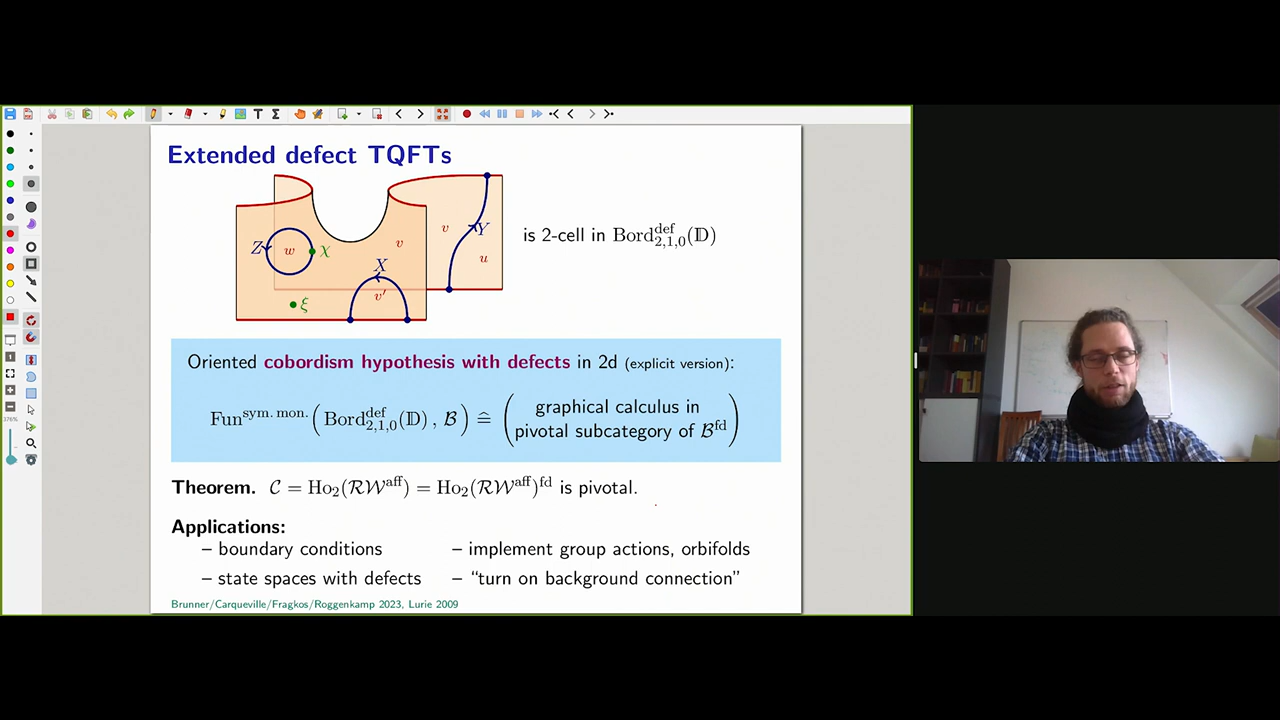 Extended defect TQFTs
Z w χ v v Y
X u
v′
ξ
is 2-cell in Bord^def_{2,1,0}(𝔻)
Oriented cobordism hypothesis with defects in 2d (explicit version):
Fun^{sym. mon.}(Bord^def_{2,1,0}(𝔻), ℬ) ≙ (graphical calculus in
pivotal subcategory of ℬ^fd)
Theorem. 𝒞 = Ho₂(ℛ𝒲^aff) = Ho₂(ℛ𝒲^aff)^fd is pivotal.
Applications:
– boundary conditions
– implement group actions, orbifolds
– state spaces with defects
– "turn on background connection"
Brunner/Carqueville/Fragkos/Roggenkamp 2023, Lurie 2009